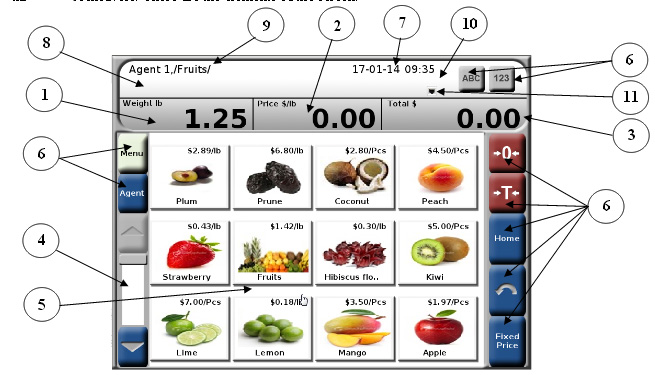 9
2
7
8
10
Agent 1,/Fruits/
17-01-14 09:35
ABC
123
6
1
11
Weight lb
Price $/lb
Total $
1.25
0.00
0.00
3
6
Menu
$2.89/lb
$6.80/lb
$2.80/Pcs
$4.50/Pcs
→0←
Agent
Plum
Prune
Coconut
Peach
→T←
6
4
$0.43/lb
$1.42/lb
$0.30/lb
$5.00/Pcs
Home
Strawberry
Fruits
Hibiscus flo..
Kiwi
5
$7.00/Pcs
$0.18/lb
$3.50/Pcs
$1.97/Pcs
Fixed
Price
Lime
Lemon
Mango
Apple